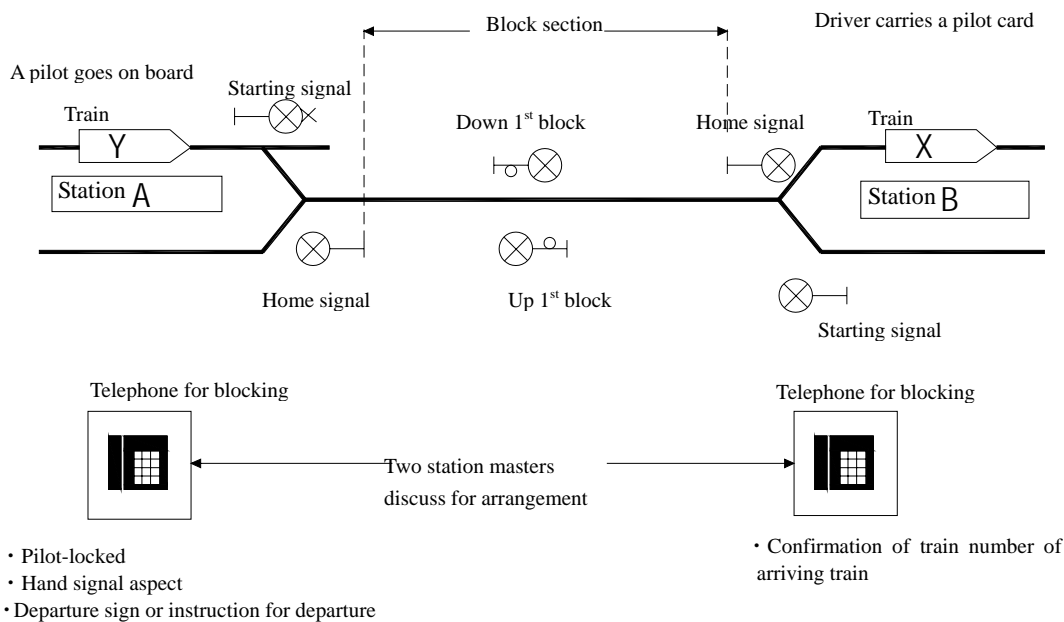 Block section
Driver carries a pilot card
A pilot goes on board
Starting signal
Train
Down 1st block
Home signal
Train
Y
X
Station A
Station B
Home signal
Up 1st block
Starting signal
Telephone for blocking
Telephone for blocking
Two station masters
discuss for arrangement
・Pilot-locked
・Hand signal aspect
・Departure sign or instruction for departure
・Confirmation of train number of
arriving train